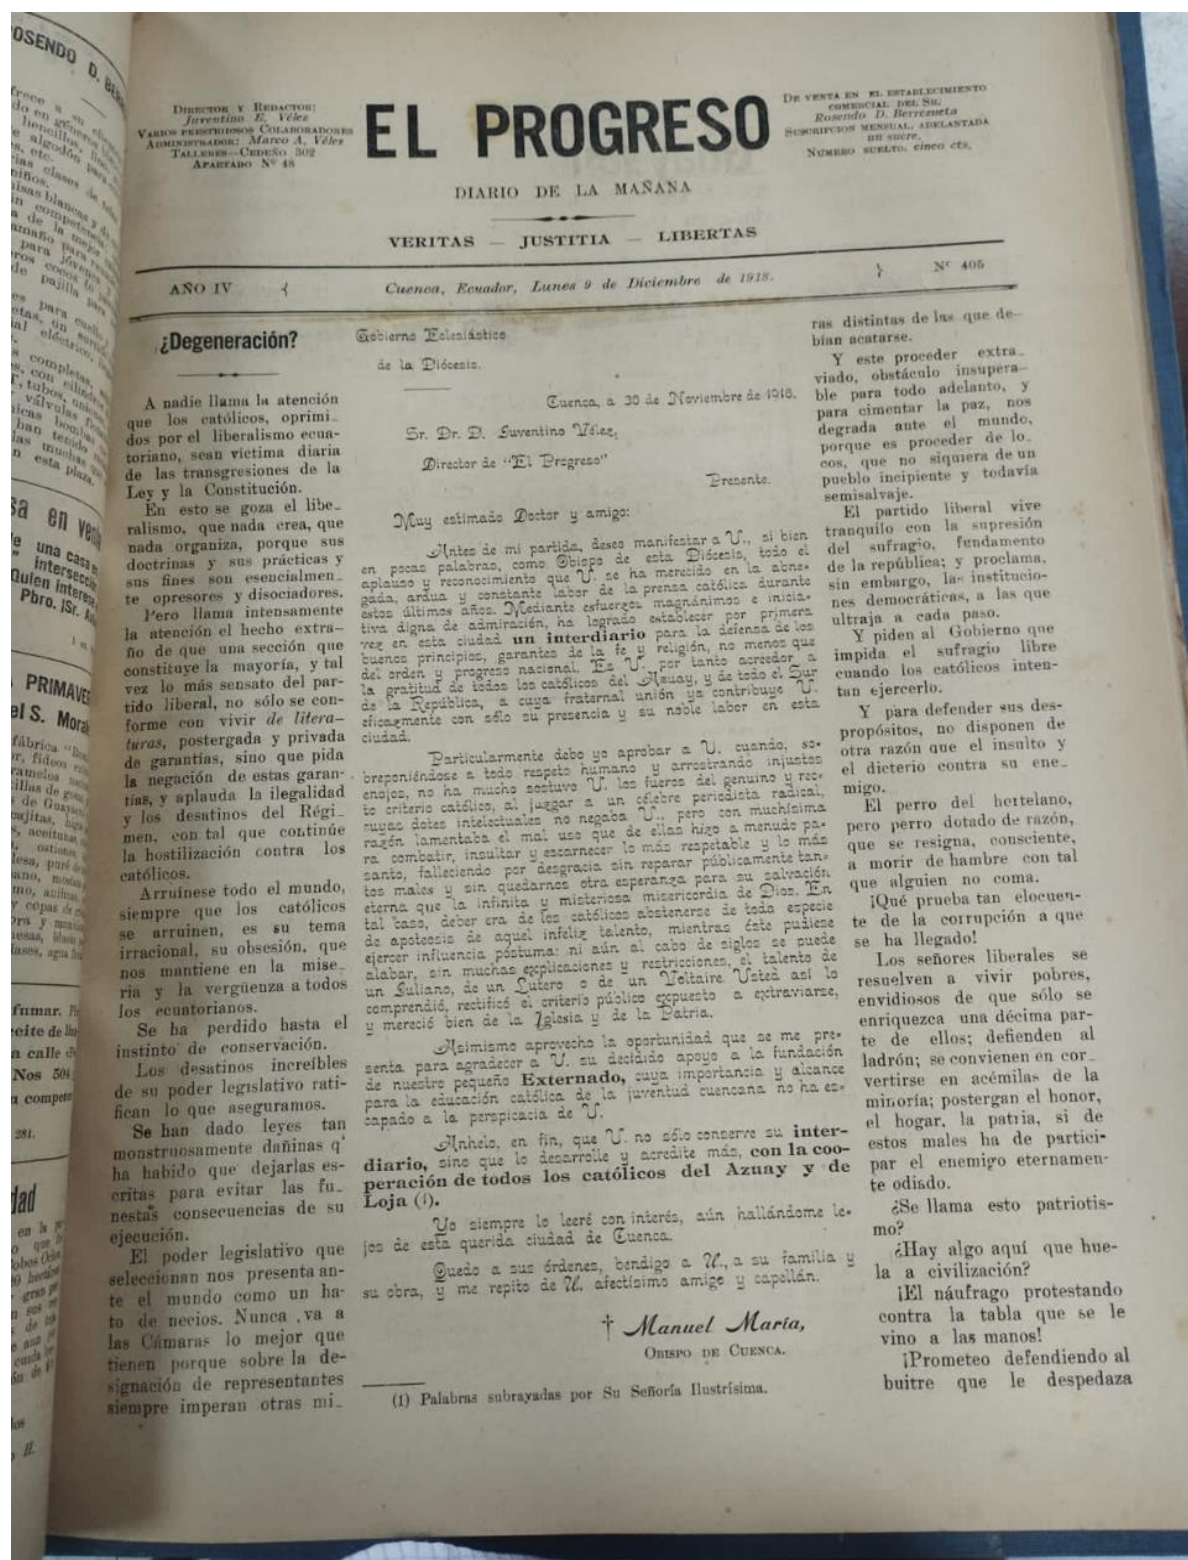 DIRECTOR Y REDACTOR:
Juventino E. Vélez
VARIOS PRESTIGIOSOS COLABORADORES
ADMINISTRADOR: Marco A. Vélez
TALLERES—CEDEÑO 302
APARTADO Nº 48
EL PROGRESO
DE VENTA EN EL ESTABLECIMIENTO
COMERCIAL DEL SR.
Rosendo D. Berrezueta
SUSCRIPCION MENSUAL, ADELANTADA
un sucre.
NÚMERO SUELTO: cinco cts.
DIARIO DE LA MAÑANA
VERITAS — JUSTITIA — LIBERTAS
AÑO IV
Cuenca, Ecuador, Lunes 9 de Diciembre de 1918.
Nº 405
¿Degeneración?
A nadie llama la atención
que los católicos, oprimi-
dos por el liberalismo ecua-
toriano, sean víctima diaria
de las transgresiones de la
Ley y la Constitución.
En esto se goza el libe-
ralismo, que nada crea, que
nada organiza, porque sus
doctrinas y sus prácticas y
sus fines son esencialmen-
te opresores y disociadores.
Pero llama intensamente
la atención el hecho extra-
ño de que una sección que
constituye la mayoría, y tal
vez lo más sensato del par-
tido liberal, no sólo se con-
forme con vivir de litera-
turas, postergada y privada
de garantías, sino que pida
la negación de estas garan-
tías, y aplauda la ilegalidad
y los desatinos del Régi-
men, con tal que continúe
la hostilización contra los
católicos.
Arruínese todo el mundo,
siempre que los católicos
se arruinen, es su tema
irracional, su obsesión, que
nos mantiene en la mise-
ria y la vergüenza a todos
los ecuatorianos.
Se ha perdido hasta el
instinto de conservación.
Los desatinos increíbles
de su poder legislativo rati-
fican lo que aseguramos.
Se han dado leyes tan
monstruosamente dañinas q'
ha habido que dejarlas es-
critas para evitar las fu-
nestas consecuencias de su
ejecución.
El poder legislativo que
seleccionan nos presenta an-
te el mundo como un ha-
to de necios. Nunca va a
las Cámaras lo mejor que
tienen porque sobre la de-
signación de representantes
siempre imperan otras mi-
Gobierno Eclesiástico
de la Diócesis.
Cuenca, a 30 de Noviembre de 1918.
Sr. Dr. D. Juventino Vélez,
Director de "El Progreso"
Presente.
Muy estimado Doctor y amigo:
Antes de mi partida, deseo manifestar a U., si bien
en pocas palabras, como Obispo de esta Diócesis, todo el
aplauso y reconocimiento que U. se ha merecido en la abne-
gada, ardua y constante labor de la prensa católica durante
estos últimos años. Mediante esfuerzos magnánimos e inicia-
tiva digna de admiración, ha logrado establecer por primera
vez en esta ciudad un interdiario para la defensa de los
buenos principios, garantes de la fe y religión, no menos que
del orden y progreso nacional. Es U. por tanto acreedor a
la gratitud de todos los católicos del Azuay, y de todo el Sur
de la República, a cuya fraternal unión ya contribuye U.
eficazmente con sólo su presencia y su noble labor en esta
ciudad.
Particularmente debo yo aprobar a U. cuando, so-
breponiéndose a todo respeto humano y arrostrando injustos
enojos, no ha mucho sostuvo U. los fueros del genuino y rec-
to criterio católico, al juzgar a un célebre periodista radical,
cuyas dotes intelectuales no negaba U., pero con muchísima
razón lamentaba el mal uso que de ellas hizo a menudo pa-
ra combatir, insultar y escarnecer lo más respetable y lo más
santo, falleciendo por desgracia sin reparar públicamente tan-
tos males y sin quedarnos otra esperanza para su salvación
eterna que la infinita y misteriosa misericordia de Dios. En
tal caso, deber era de los católicos abstenerse de toda especie
de apoteosis de aquel infeliz talento, mientras éste pudiese
ejercer influencia póstuma: ni aún al cabo de siglos se puede
alabar, sin muchas explicaciones y restricciones, el talento de
un Juliano, de un Lutero o de un Voltaire. Usted así lo
comprendió, rectificó el criterio público expuesto a extraviarse,
y mereció bien de la Iglesia y de la Patria.
Asimismo aprovecho la oportunidad que se me pre-
senta para agradecer a U. su decidido apoyo a la fundación
de nuestro pequeño Externado, cuya importancia y alcance
para la educación católica de la juventud cuencana no ha es-
capado a la perspicacia de U.
Anhelo, en fin, que U. no sólo conserve su inter-
diario, sino que lo desarrolle y acredite más, con la coo-
peración de todos los católicos del Azuay y de
Loja (1).
Yo siempre lo leeré con interés, aún hallándome le-
jos de esta querida ciudad de Cuenca.
Quedo a sus órdenes, bendigo a U., a su familia y
su obra, y me repito de U. afectísimo amigo y capellán.
† Manuel María,
OBISPO DE CUENCA.
(1) Palabras subrayadas por Su Señoría Ilustrísima.
ras distintas de las que de-
bían acatarse.
Y este proceder extra-
viado, obstáculo insupera-
ble para todo adelanto, y
para cimentar la paz, nos
degrada ante el mundo,
porque es proceder de lo-
cos, que no siquiera de un
pueblo incipiente y todavía
semisalvaje.
El partido liberal vive
tranquilo con la supresión
del sufragio, fundamento
de la república; y proclama,
sin embargo, las institucio-
nes democráticas, a las que
ultraja a cada paso.
Y piden al Gobierno que
impida el sufragio libre
cuando los católicos inten-
tan ejercerlo.
Y para defender sus des-
propósitos, no disponen de
otra razón que el insulto y
el dicterio contra su ene-
migo.
El perro del hortelano,
pero perro dotado de razón,
que se resigna, consciente,
a morir de hambre con tal
que alguien no coma.
¡Qué prueba tan elocuen-
te de la corrupción a que
se ha llegado!
Los señores liberales se
resuelven a vivir pobres,
envidiosos de que sólo se
enriquezca una décima par-
te de ellos; defienden al
ladrón; se convienen en con-
vertirse en acémilas de la
minoría; postergan el honor,
el hogar, la patria, si de
estos males ha de partici-
par el enemigo eternamen-
te odiado.
¿Se llama esto patriotis-
mo?
¿Hay algo aquí que hue-
la a civilización?
¡El náufrago protestando
contra la tabla que se le
vino a las manos!
¡Prometeo defendiendo al
buitre que le despedaza